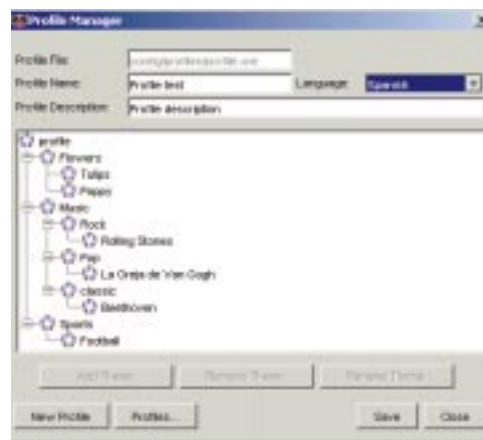 Profile Manager
Profile File:
Profile Name: Profile test Language: Spanish
Profile Description: Profile description
profile
Flowers
Tulips
Poppy
Music
Rock
Rolling Stones
Pop
La Oreja de Van Gogh
classic
Beethoven
Sports
Football
Add Theme Remove Theme Rename Theme
New Profile Profiles... Save Close